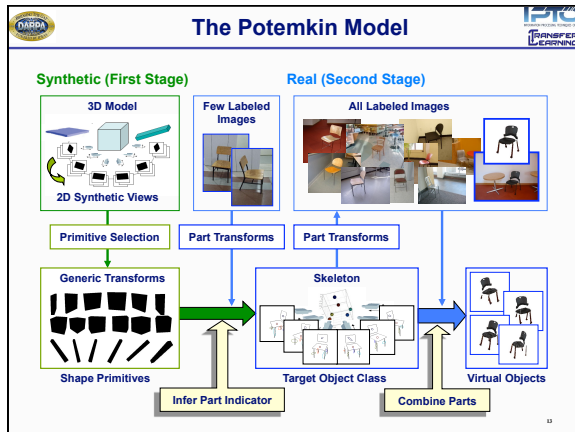 DARPA
The Potemkin Model
IPTO
TRANSFER
LEARNING
Synthetic (First Stage)
Real (Second Stage)
3D Model
2D Synthetic Views
Few Labeled
Images
All Labeled Images
Primitive Selection
Part Transforms
Part Transforms
Generic Transforms
Shape Primitives
Skeleton
Target Object Class
Virtual Objects
Infer Part Indicator
Combine Parts